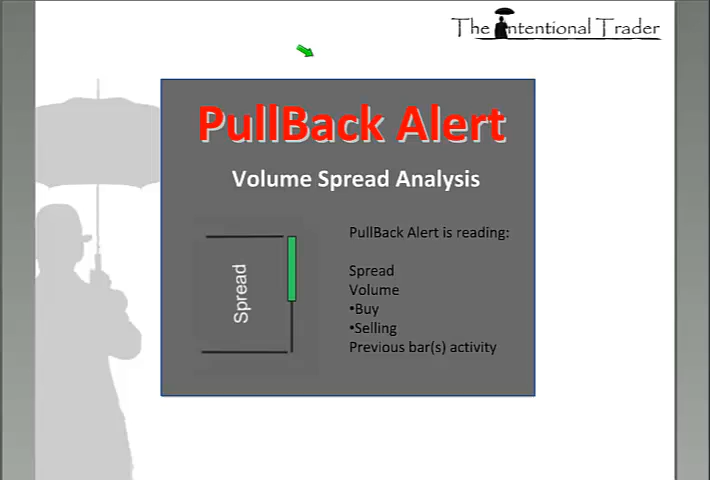 The Intentional Trader
PullBack Alert
Volume Spread Analysis
PullBack Alert is reading:
Spread
Spread
Volume
•Buy
•Selling
Previous bar(s) activity